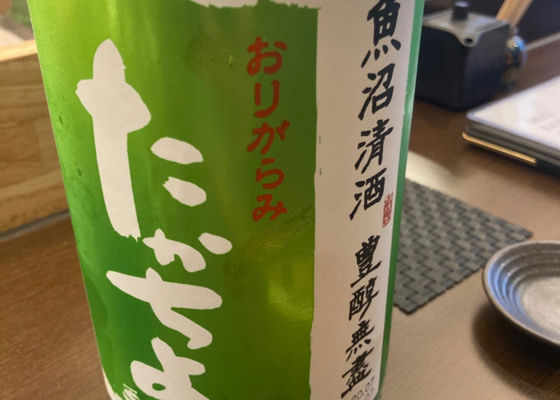 魚沼清酒 豊醇無盡
おりがらみ
たかちよ